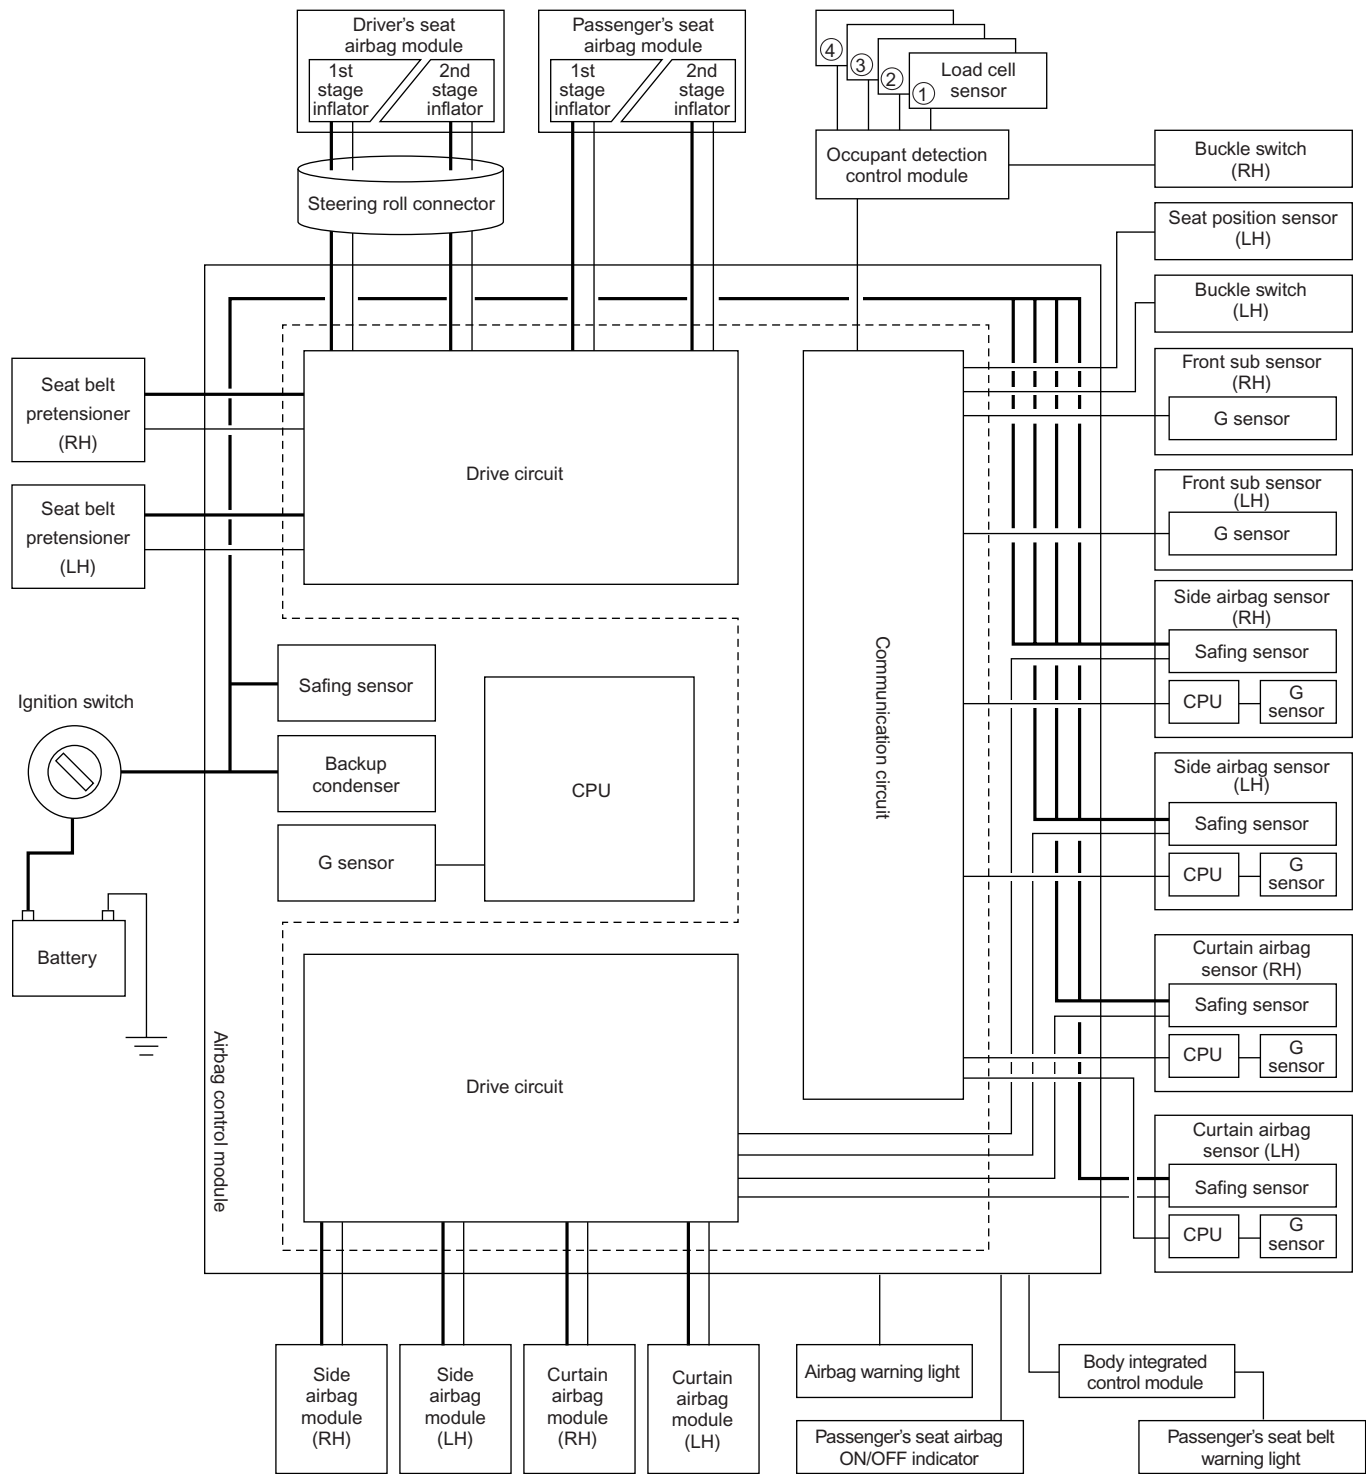 Driver's seat
airbag module
1st
stage
inflator
2nd
stage
inflator
Passenger's seat
airbag module
1st
stage
inflator
2nd
stage
inflator
④
③
②
①
Load cell
sensor
Steering roll connector
Occupant detection
control module
Buckle switch
(RH)
Seat position sensor
(LH)
Buckle switch
(LH)
Front sub sensor
(RH)
G sensor
Front sub sensor
(LH)
G sensor
Side airbag sensor
(RH)
Safing sensor
CPU
G
sensor
Side airbag sensor
(LH)
Safing sensor
CPU
G
sensor
Curtain airbag
sensor (RH)
Safing sensor
CPU
G
sensor
Curtain airbag
sensor (LH)
Safing sensor
CPU
G
sensor
Seat belt
pretensioner
(RH)
Seat belt
pretensioner
(LH)
Drive circuit
Communication circuit
Ignition switch
Safing sensor
Backup
condenser
G sensor
CPU
Battery
Airbag control module
Drive circuit
Side
airbag
module
(RH)
Side
airbag
module
(LH)
Curtain
airbag
module
(RH)
Curtain
airbag
module
(LH)
Airbag warning light
Passenger's seat airbag
ON/OFF indicator
Body integrated
control module
Passenger's seat belt
warning light